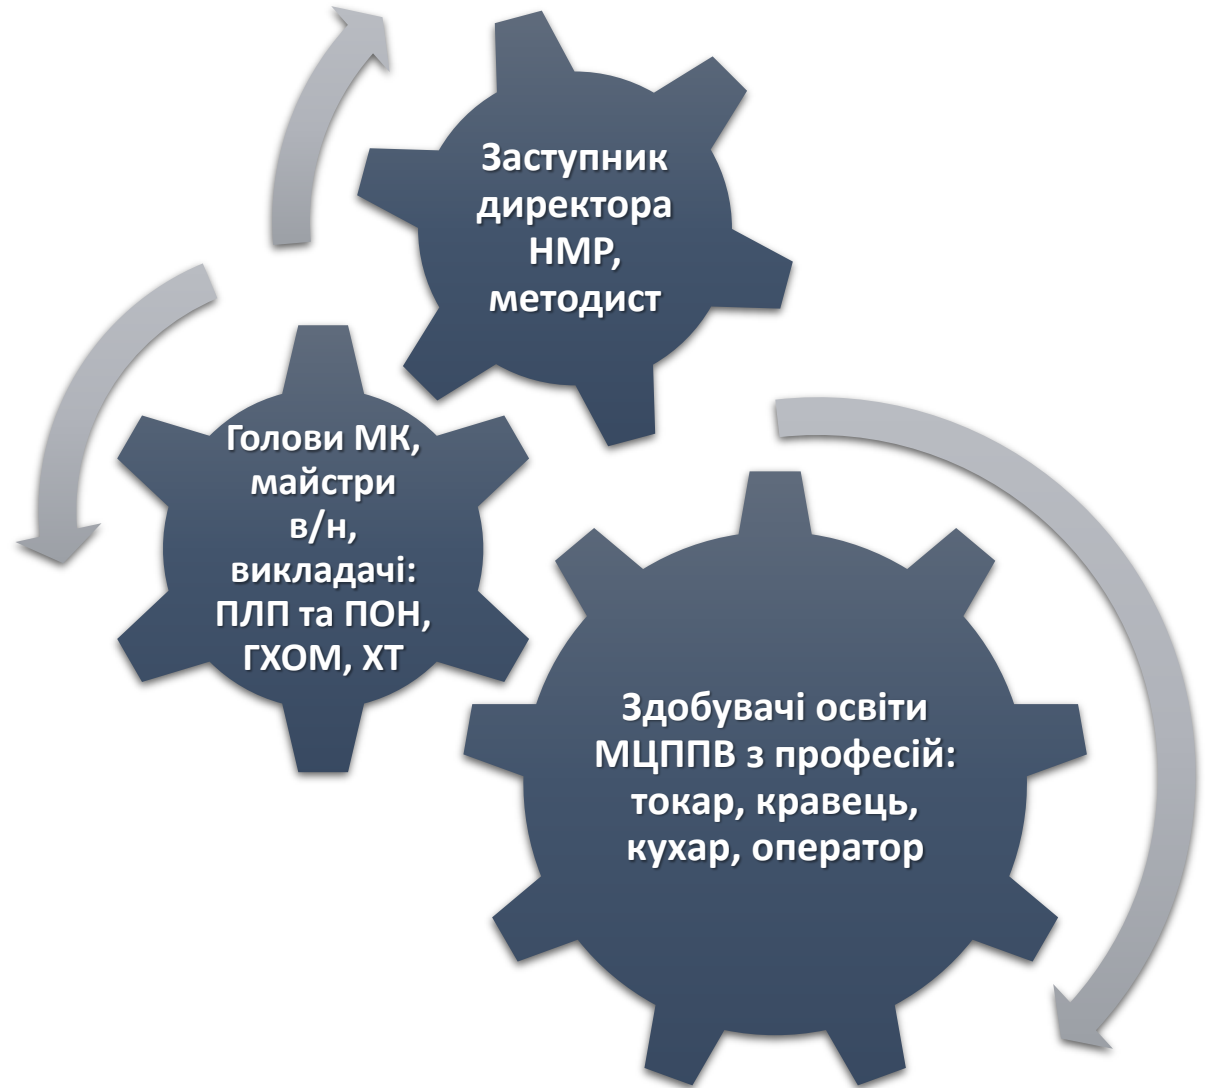 Заступник
директора
НМР,
методист
Голови МК,
майстри
в/н,
викладачі:
ПЛП та ПОН,
ГХОМ, ХТ
Здобувачі освіти
МЦППВ з професій:
токар, кравець,
кухар, оператор